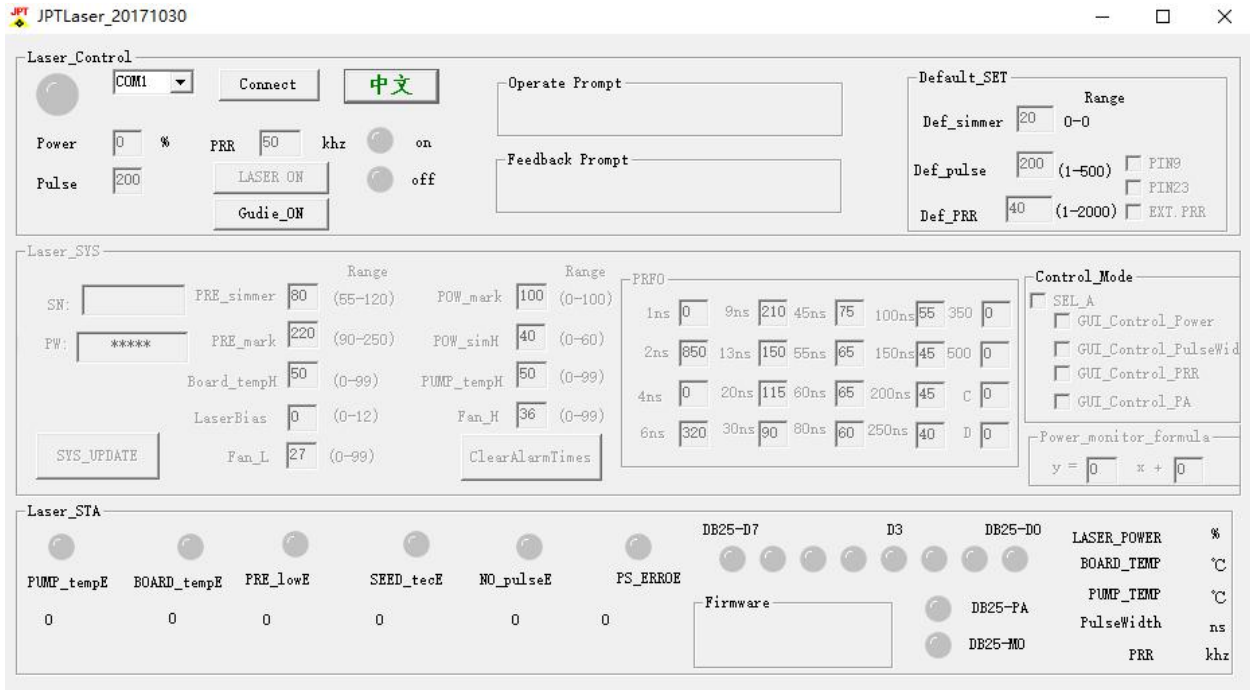 JPT JPTLaser_20171030
Laser_Control
COM1 Connect 中文
Power 0 % PRR 50 khz on
Pulse 200 LASER ON off
Gudie_ON
Operate Prompt
Feedback Prompt
Default_SET
Range
Def_simmer 20 0-0
Def_pulse 200 (1-500) PIN9
PIN23
Def_PRR 40 (1-2000) EXT.PRR
Laser_SYS
SN:
PW: *****
SYS_UPDATE
Range
PRE_simmer 80 (55-120)
PRE_mark 220 (90-250)
Board_tempH 50 (0-99)
LaserBias 0 (0-12)
Fan_L 27 (0-99)
Range
POW_mark 100 (0-100)
POW_simH 40 (0-60)
PUMP_tempH 50 (0-99)
Fan_H 36 (0-99)
ClearAlarmTimes
PRF0
1ns 0 9ns 210 45ns 75 100ns 55 350 0
2ns 850 13ns 150 55ns 65 150ns 45 500 0
4ns 0 20ns 115 60ns 65 200ns 45 C 0
6ns 320 30ns 90 80ns 60 250ns 40 D 0
Control_Mode
SEL_A
GUI_Control_Power
GUI_Control_PulseWid
GUI_Control_PRR
GUI_Control_PA
Power_monitor_formula
y = 0 x + 0
Laser_STA
PUMP_tempE BOARD_tempE PRE_lowE SEED_tecE NO_pulseE PS_ERROE
0 0 0 0 0 0
DB25-D7 D3 DB25-D0
Firmware
DB25-PA
DB25-MO
LASER_POWER %
BOARD_TEMP ℃
PUMP_TEMP ℃
PulseWidth ns
PRR khz